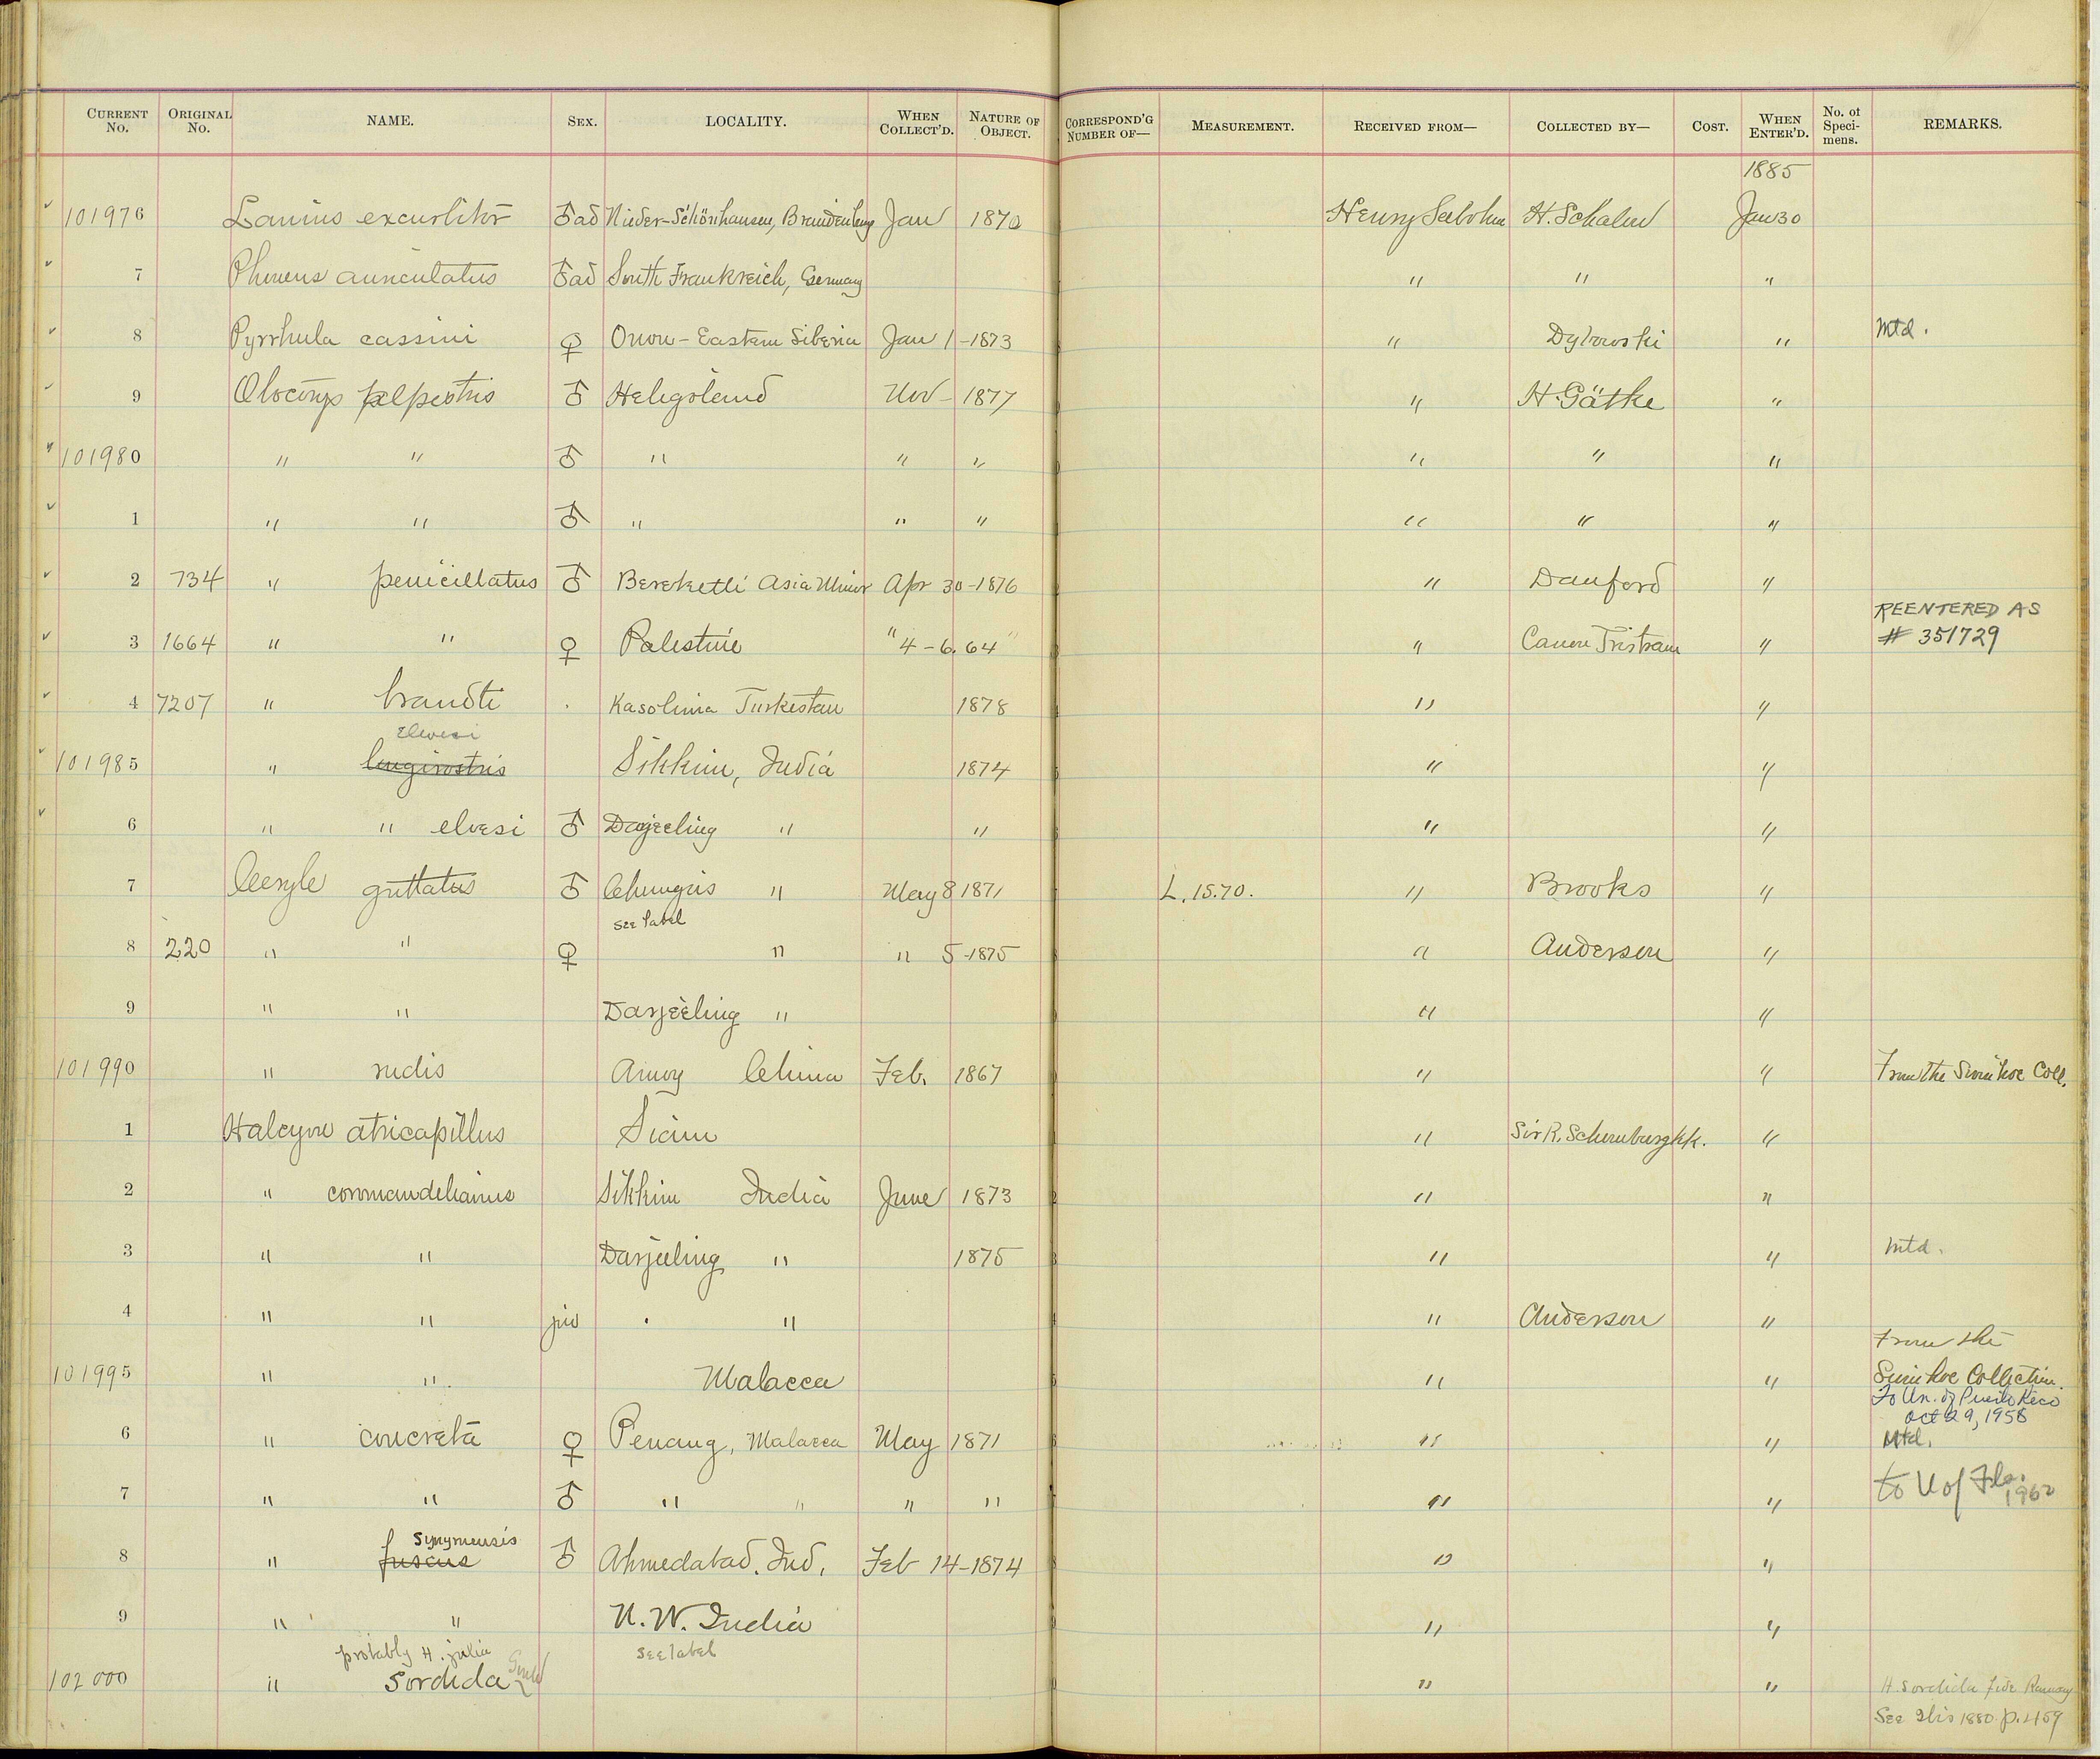 CURRENT No. ORIGINAL No. NAME. SEX. LOCALITY. WHEN COLLECT'D. NATURE OF OBJECT. CORRESPOND'G NUMBER OF— MEASUREMENT. RECEIVED FROM— COLLECTED BY— COST. WHEN ENTER'D. No. of Speci-mens. REMARKS.
1885
101976 Lanius excubitor ♂ad Nieder-Schönhausen, Brandenburg Jan 1870 Henry Seebohm H. Schalow Jan 30
7 auriculatus ♂ad South Frankreich, Germany " " "
8 Pyrrhula cassini ♀ Onon - Eastern Siberia Jan 1 - 1873 " Dybowski " Mtd.
9 Otocorys alpestris ♂ Heligoland Nov - 1877 " H. Gätke "
101980 " " ♂ " " " " " "
1 " " ♂ " " " " " "
2 734 " penicillatus ♂ Bereketli Asia Minor Apr 30-1876 " Danford "
REENTERED AS
3 1664 " " ♀ Palestine " 4-6.64 " " Canon Tristram " # 351729
4 7207 " brandti Turkestan 1878 " "
elwesi
101985 " longirostris Sikkim, India 1874 " "
6 " " elwesi ♂ Darjeeling " " " "
7 Ceryle guttatus ♂ " May 8 1871 L. 15.70. " Brooks "
see label
8 220 " " ♀ " " 5-1875 " Anderson "
9 " " Darjeeling " " "
101990 " rudis Amoy China Feb. 1867 " " From the Swinhoe Coll.
1 Halcyon atricapillus Siam " Sir R. Schomburgkk. "
2 " coromandelianus Sikkim India June 1873 " "
3 " " Darjeeling " 1875 " " Mtd.
4 " " juv " " Anderson "
From the
101995 " " Malacca " " Swinhoe Collection.
To Un. of Puerto Rico
Oct 29, 1958
6 " concreta ♀ Penang, Malacca May 1871 " " Mtd.
7 " " ♂ " " " " " " to U of Fla. 1962
smyrnensis
8 " fuscus ♂ Ahmedabad. Ind. Feb 14-1874 " "
9 " " N. W. India " "
probably H. julia see label
102000 " sordida Gould " " H. sordida fide Ramsay
See Ibis 1880 p. 459